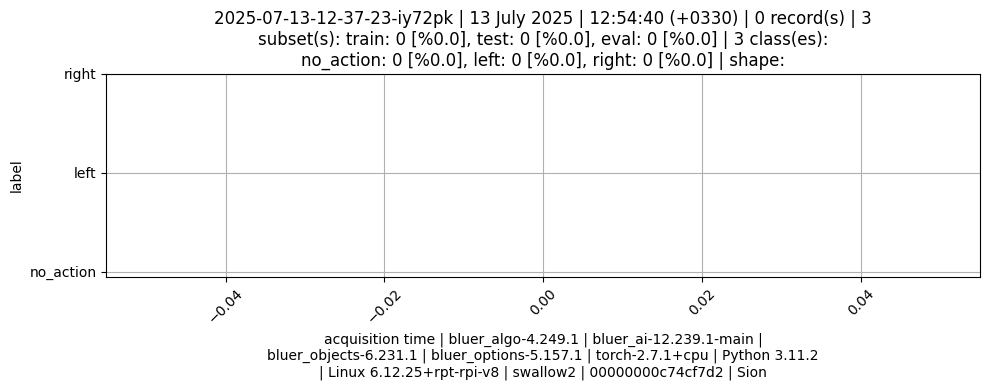 2025-07-13-12-37-23-iy72pk | 13 July 2025 | 12:54:40 (+0330) | 0 record(s) | 3
subset(s): train: 0 [%0.0], test: 0 [%0.0], eval: 0 [%0.0] | 3 class(es):
no_action: 0 [%0.0], left: 0 [%0.0], right: 0 [%0.0] | shape:
right
label
left
no_action
−0.04
−0.02
0.00
0.02
0.04
acquisition time | bluer_algo-4.249.1 | bluer_ai-12.239.1-main |
bluer_objects-6.231.1 | bluer_options-5.157.1 | torch-2.7.1+cpu | Python 3.11.2
| Linux 6.12.25+rpt-rpi-v8 | swallow2 | 00000000c74cf7d2 | Sion